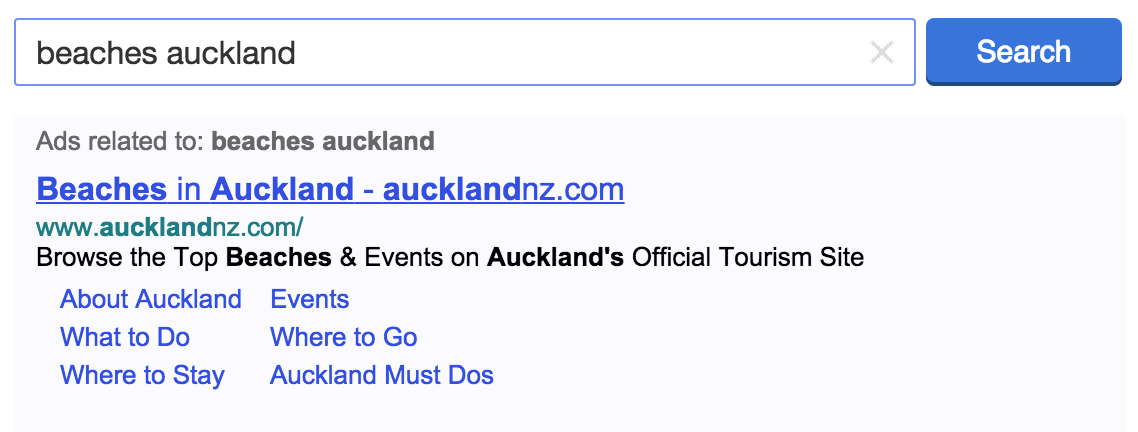 beaches auckland
Search
Ads related to: beaches auckland
Beaches in Auckland - aucklandnz.com
www.aucklandnz.com/
Browse the Top Beaches & Events on Auckland's Official Tourism Site
About Auckland Events
What to Do Where to Go
Where to Stay Auckland Must Dos